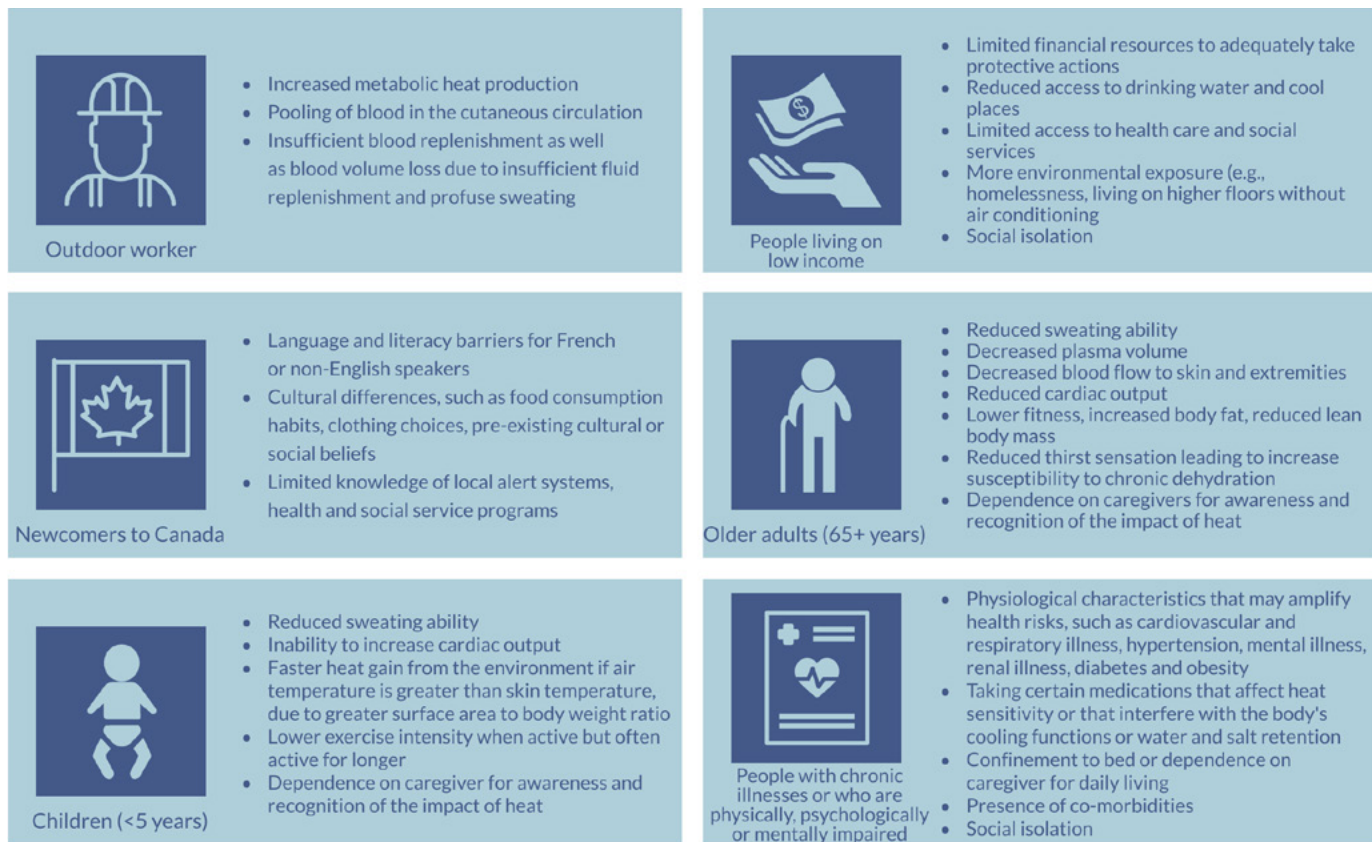 Outdoor worker
• Increased metabolic heat production
• Pooling of blood in the cutaneous circulation
• Insufficient blood replenishment as well
as blood volume loss due to insufficient fluid
replenishment and profuse sweating
$
People living on
low income
• Limited financial resources to adequately take
protective actions
• Reduced access to drinking water and cool
places
• Limited access to health care and social
services
• More environmental exposure (e.g.,
homelessness, living on higher floors without
air conditioning
• Social isolation
Newcomers to Canada
• Language and literacy barriers for French
or non-English speakers
• Cultural differences, such as food consumption
habits, clothing choices, pre-existing cultural or
social beliefs
• Limited knowledge of local alert systems,
health and social service programs
Older adults (65+ years)
• Reduced sweating ability
• Decreased plasma volume
• Decreased blood flow to skin and extremities
• Reduced cardiac output
• Lower fitness, increased body fat, reduced lean
body mass
• Reduced thirst sensation leading to increase
susceptibility to chronic dehydration
• Dependence on caregivers for awareness and
recognition of the impact of heat
Children (<5 years)
• Reduced sweating ability
• Inability to increase cardiac output
• Faster heat gain from the environment if air
temperature is greater than skin temperature,
due to greater surface area to body weight ratio
• Lower exercise intensity when active but often
active for longer
• Dependence on caregiver for awareness and
recognition of the impact of heat
People with chronic
illnesses or who are
physically, psychologically
or mentally impaired
• Physiological characteristics that may amplify
health risks, such as cardiovascular and
respiratory illness, hypertension, mental illness,
renal illness, diabetes and obesity
• Taking certain medications that affect heat
sensitivity or that interfere with the body's
cooling functions or water and salt retention
• Confinement to bed or dependence on
caregiver for daily living
• Presence of co-morbidities
• Social isolation